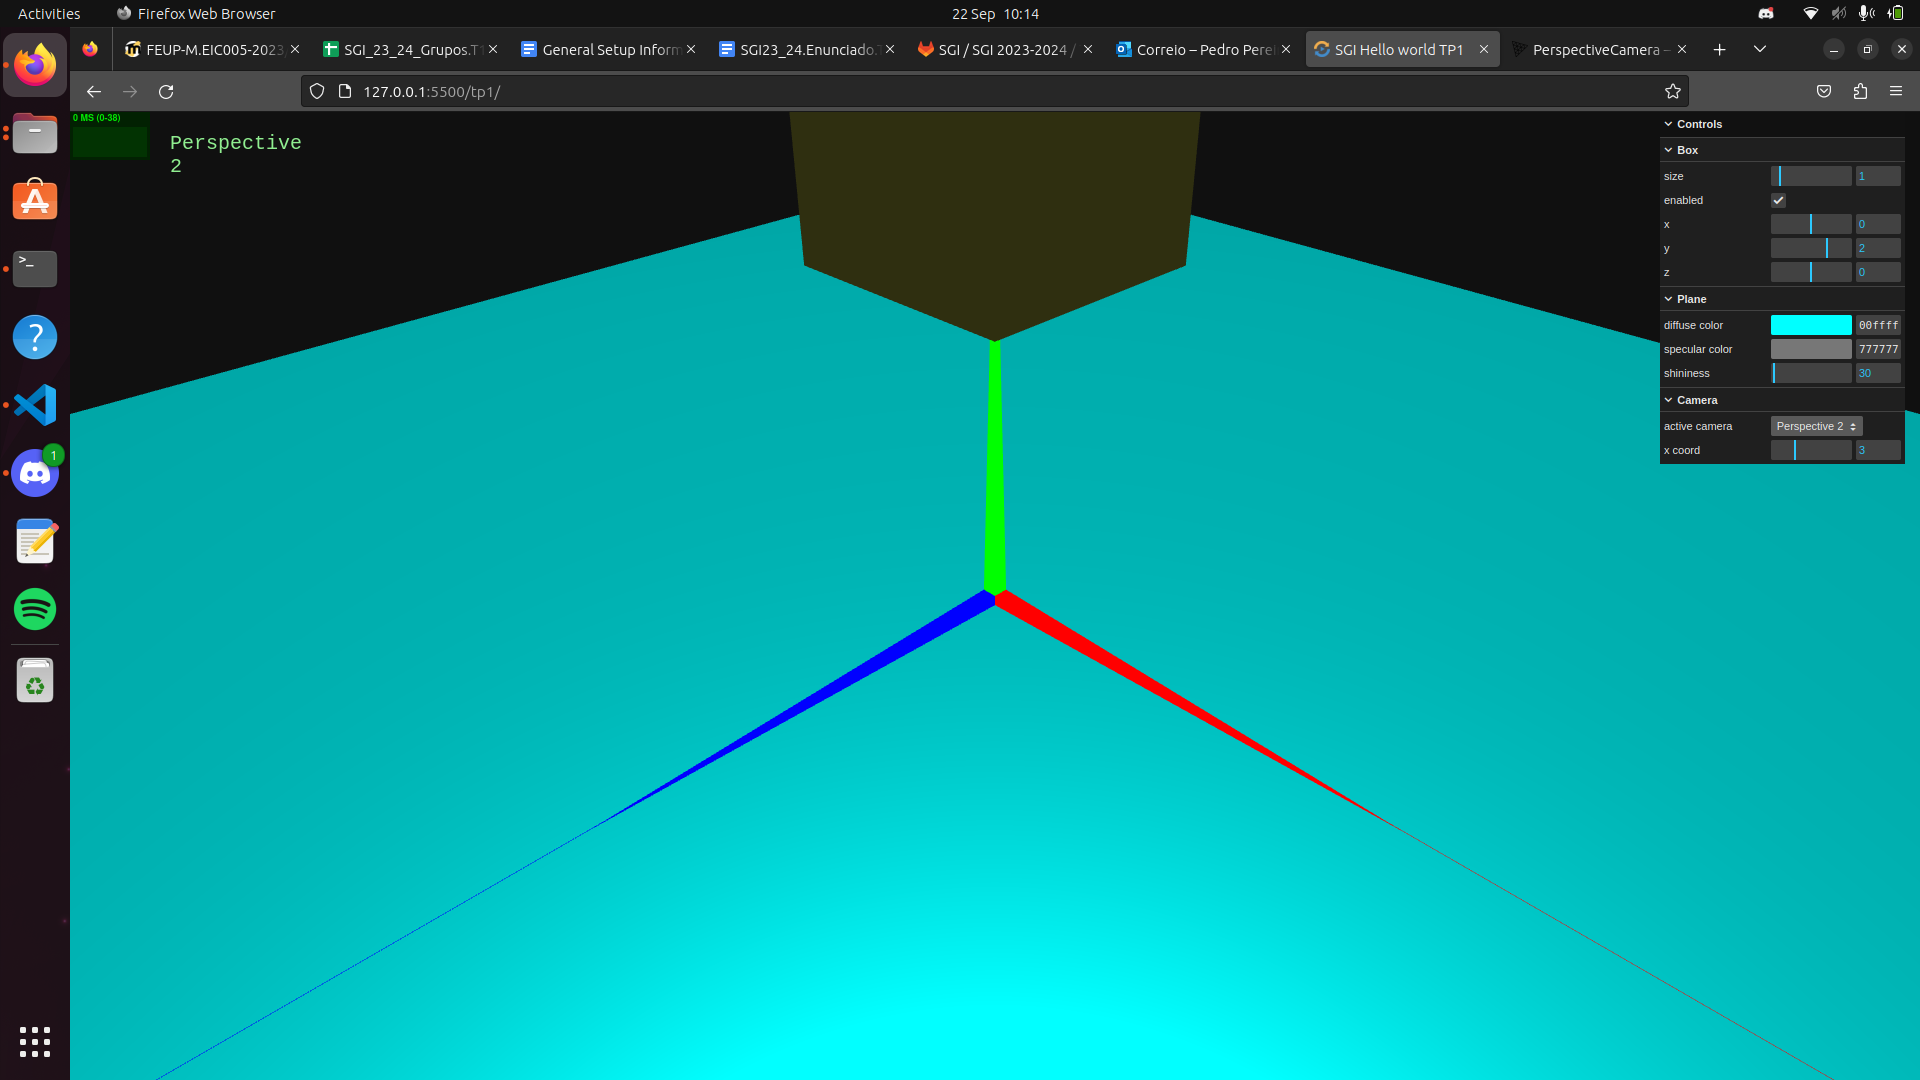 Activities
Firefox Web Browser
22 Sep 10:14
FEUP-M.EIC005-2023
SGI_23_24_Grupos.T1
General Setup Inform
SGI23_24.Enunciado.T
SGI / SGI 2023-2024 /
Correio – Pedro Perei
SGI Hello world TP1
PerspectiveCamera –
127.0.0.1:5500/tp1/
0 MS (0-38)
Perspective
2
Controls
Box
size 1
enabled
x 0
y 2
z 0
Plane
diffuse color 00ffff
specular color 777777
shininess 30
Camera
active camera Perspective 2
x coord 3
1
>_
?